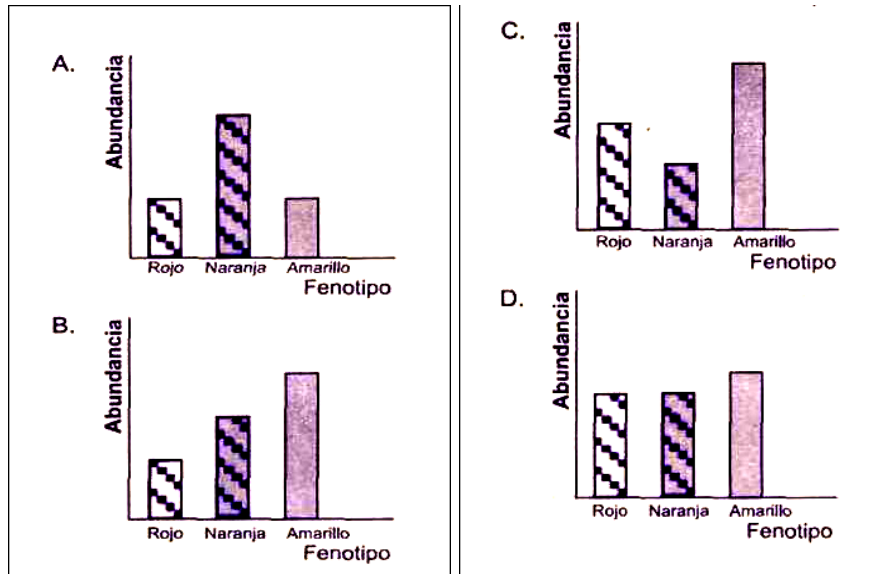 A.
Abundancia
Rojo Naranja Amarillo
Fenotipo
B.
Abundancia
Rojo Naranja Amarillo
Fenotipo
C.
Abundancia
Rojo Naranja Amarillo
Fenotipo
D.
Abundancia
Rojo Naranja Amarillo
Fenotipo